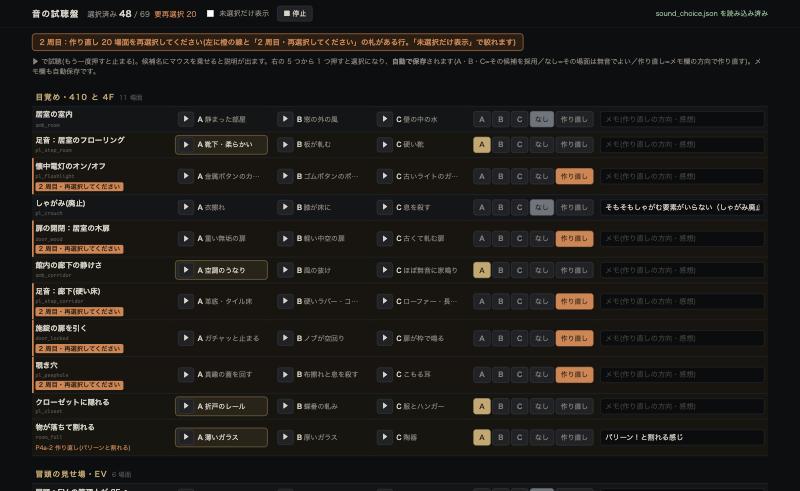 音の試聴盤 選択済み 48 / 69 要再選択 20 未選択だけ表示 停止 sound_choice.json を読み込み済み
2 周目：作り直し 20 場面を再選択してください(左に橙の線と「2 周目・再選択してください」の札がある行。「未選択だけ表示」で絞れます)
▶ で試聴(もう一度押すと止まる)。候補名にマウスを乗せると説明が出ます。右の 5 つから 1 つ押すと選択になり、自動で保存されます(A・B・C=その候補を採用／なし=その場面は無音でよい／作り直し=メモ欄の方向で作り直す)。メ
モ欄も自動保存です。
目覚め・410 と 4F 11 場面
居室の室内
amb_room
A 静まった部屋 B 窓の外の風 C 壁の中の水 A B C なし 作り直し メモ(作り直しの方向・感想)
足音：居室のフローリング
pl_step_room
A 靴下・柔らかい B 板が軋む C 硬い靴 A B C なし 作り直し メモ(作り直しの方向・感想)
懐中電灯のオン/オフ
pl_flashlight
2 周目・再選択してください
A 金属ボタンのカ… B ゴムボタンのポ… C 古いライトのガ… A B C なし 作り直し メモ(作り直しの方向・感想)
しゃがみ(廃止)
pl_crouch
A 衣擦れ B 膝が床に C 息を殺す A B C なし 作り直し そもそもしゃがむ要素がいらない（しゃがみ廃止
扉の開閉：居室の木扉
door_wood
2 周目・再選択してください
A 重い無垢の扉 B 軽い中空の扉 C 古くて軋む扉 A B C なし 作り直し メモ(作り直しの方向・感想)
館内の廊下の静けさ
amb_corridor
A 空調のうなり B 風の抜け C ほぼ無音に家鳴り A B C なし 作り直し メモ(作り直しの方向・感想)
足音：廊下(硬い床)
pl_step_corridor
2 周目・再選択してください
A 革底・タイル床 B 硬いラバー・コ… C ローファー・長… A B C なし 作り直し メモ(作り直しの方向・感想)
施錠の扉を引く
door_locked
2 周目・再選択してください
A ガチャッと止まる B ノブが空回り C 扉が枠で鳴る A B C なし 作り直し メモ(作り直しの方向・感想)
覗き穴
pl_peephole
2 周目・再選択してください
A 真鍮の蓋を回す B 布擦れと息を殺す C こもる耳 A B C なし 作り直し メモ(作り直しの方向・感想)
クローゼットに隠れる
pl_closet
A 折戸のレール B 蝶番の軋み C 服とハンガー A B C なし 作り直し メモ(作り直しの方向・感想)
物が落ちて割れる
room_fall
P4a-2 作り直し(パリーンと割れる)
A 薄いガラス B 厚いガラス C 陶器 A B C なし 作り直し パリーン！と割れる感じ
冒頭の見せ場・EV 6 場面